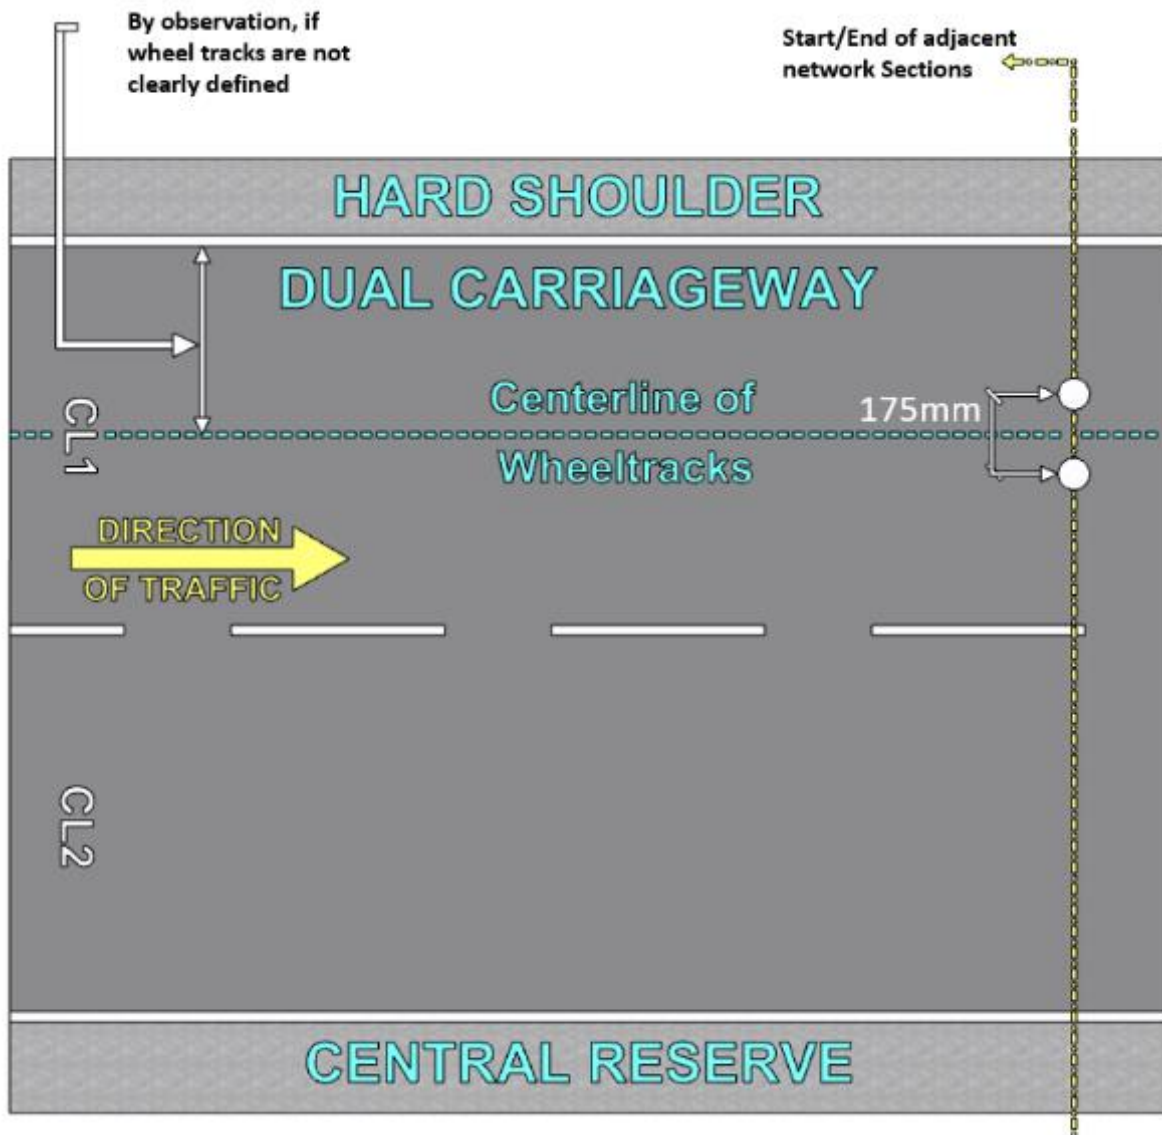 By observation, if
wheel tracks are not
clearly defined
Start/End of adjacent
network Sections
HARD SHOULDER
DUAL CARRIAGEWAY
Centerline of
175mm
CL1
Wheeltracks
DIRECTION
OF TRAFFIC
CL2
CENTRAL RESERVE